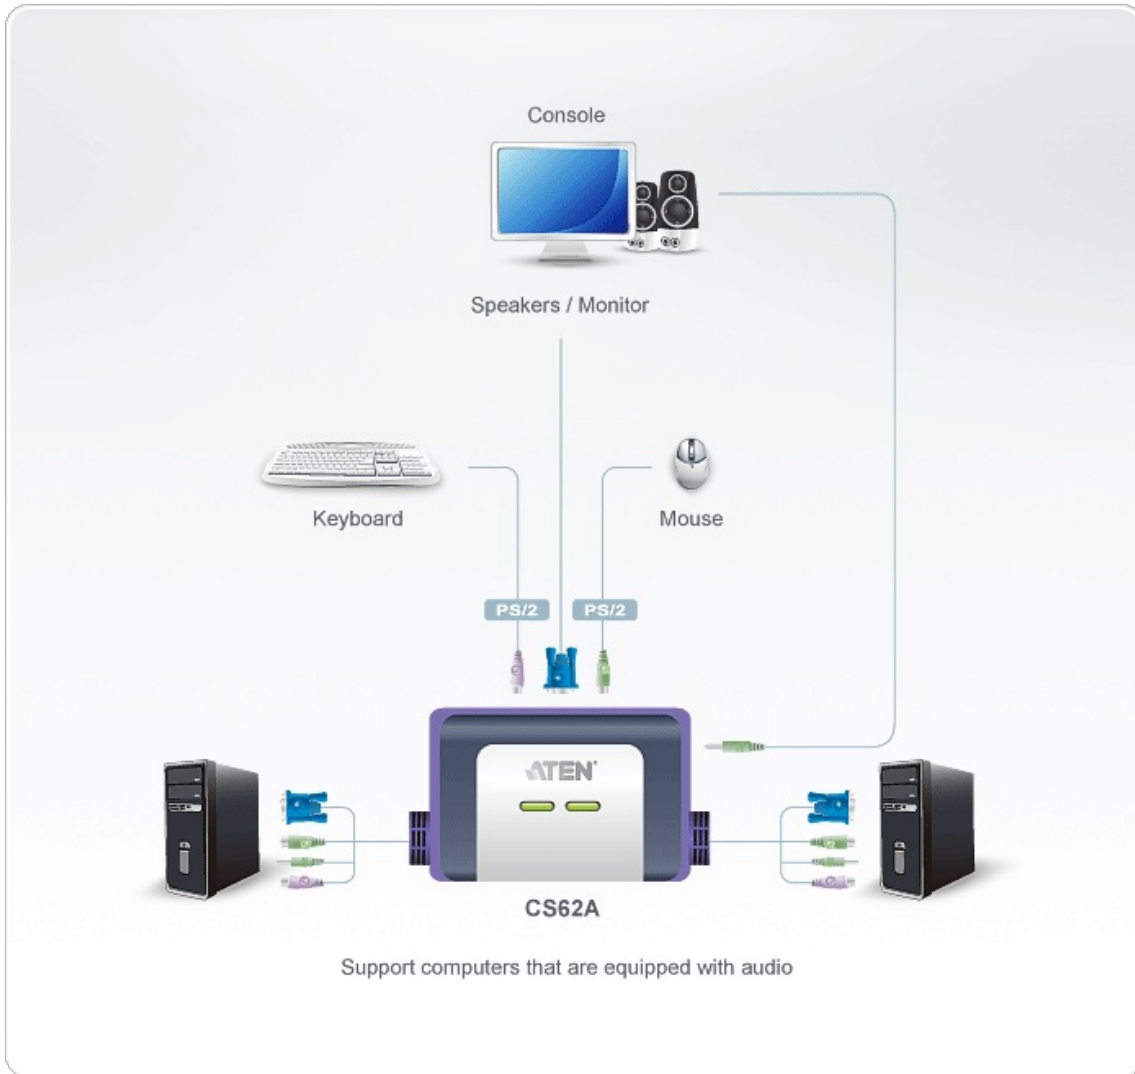 Console
Speakers / Monitor
Keyboard
Mouse
PS/2
PS/2
ATEN
CS62A
Support computers that are equipped with audio